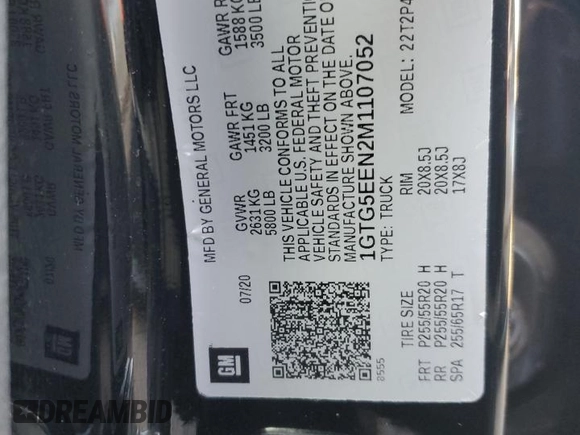 MFD BY GENERAL MOTORS LLC
07/20
GM
GVWR
2631 KG
5800 LB
GAWR FRT
1451 KG
3200 LB
GAWR R
1588 KG
3500 LB
THIS VEHICLE CONFORMS TO ALL
APPLICABLE U.S. FEDERAL MOTOR
VEHICLE SAFETY AND THEFT PREVENTION
STANDARDS IN EFFECT ON THE DATE OF
MANUFACTURE SHOWN ABOVE.
1GTG5EEN2M1107052
TYPE: TRUCK
MODEL: 22T2P4
8555
TIRE SIZE
RIM
FRT P255/55R20 H 20X8.5J
RR P255/55R20 H 20X8.5J
SPA 255/65R17 T 17X8J
DREAMBID